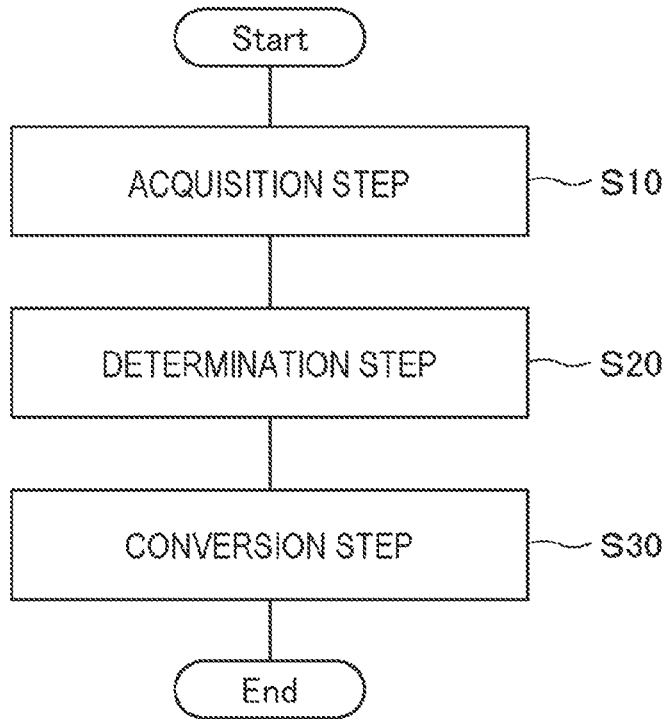 Start
ACQUISITION STEP S10
DETERMINATION STEP S20
CONVERSION STEP S30
End